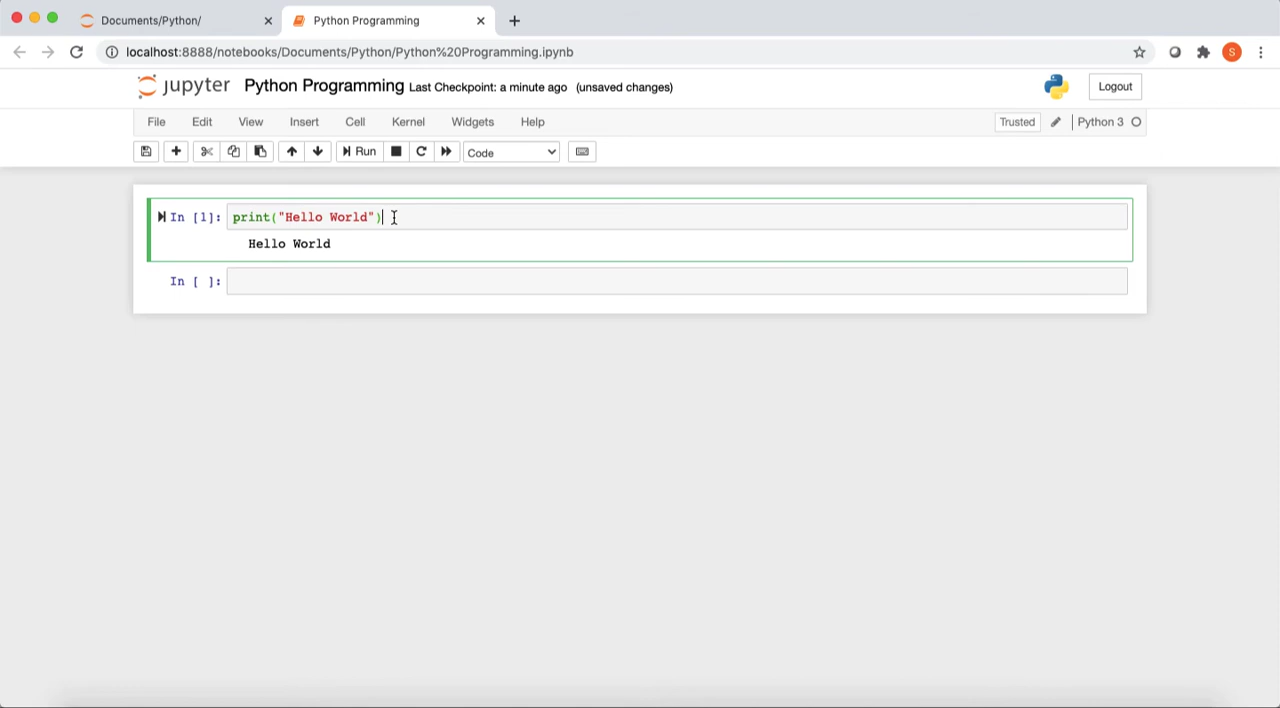 Documents/Python/
Python Programming
localhost:8888/notebooks/Documents/Python/Python%20Programming.ipynb
S
jupyter Python Programming Last Checkpoint: a minute ago (unsaved changes)
Logout
File Edit View Insert Cell Kernel Widgets Help
Trusted Python 3
Run Code
In [1]: print("Hello World")
Hello World
In [ ]: